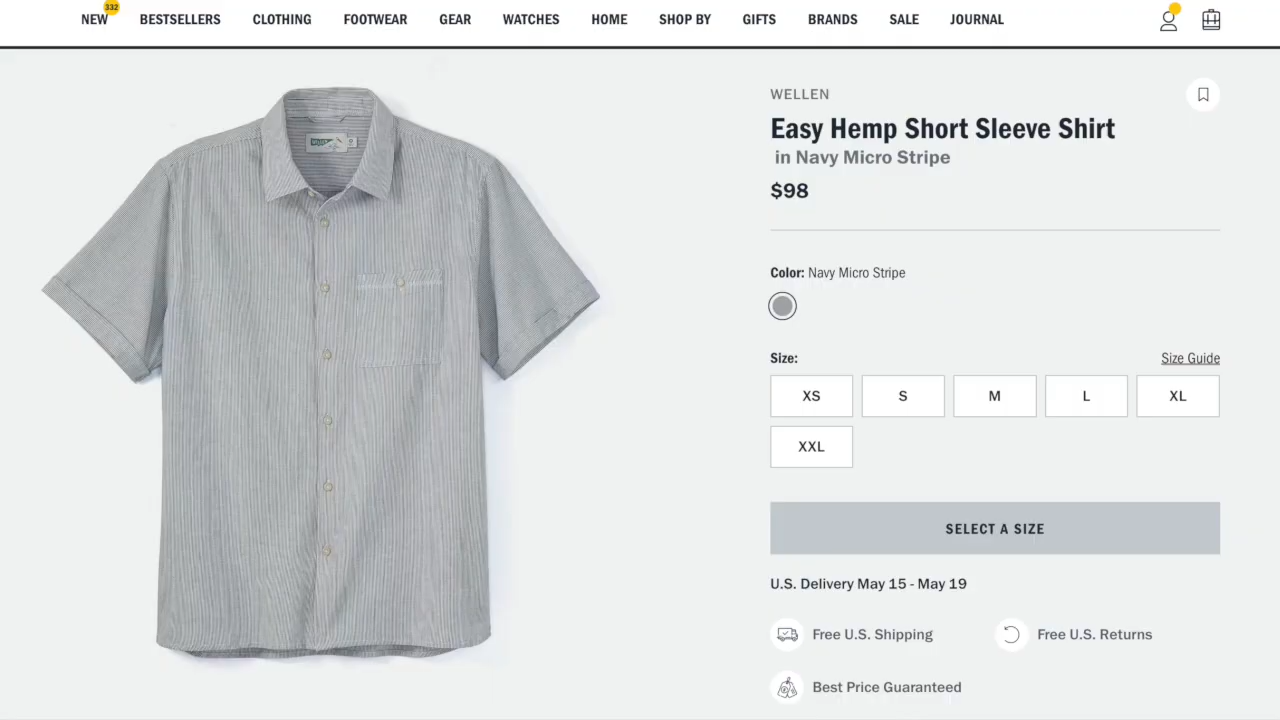 332
NEW BESTSELLERS CLOTHING FOOTWEAR GEAR WATCHES HOME SHOP BY GIFTS BRANDS SALE JOURNAL
WELLEN
Easy Hemp Short Sleeve Shirt
in Navy Micro Stripe
$98
Color: Navy Micro Stripe
Size: Size Guide
XS S M L XL
XXL
SELECT A SIZE
U.S. Delivery May 15 - May 19
Free U.S. Shipping Free U.S. Returns
Best Price Guaranteed